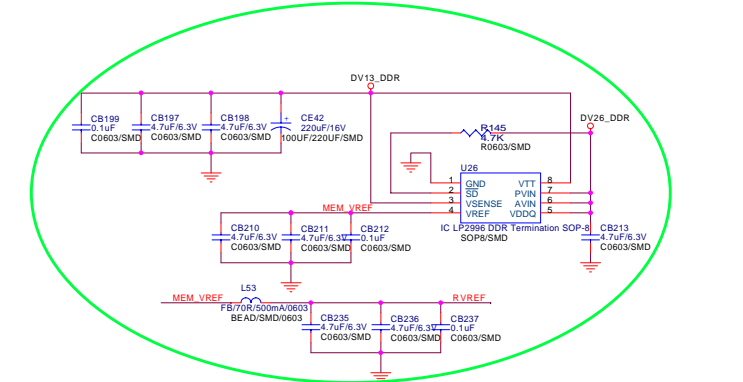 DV13_DDR
DV26_DDR
CB199
0.1uF
C0603/SMD
CB197
4.7uF/6.3V
C0603/SMD
CB198
4.7uF/6.3V
C0603/SMD
CE42
220uF/16V
100UF/220UF/SMD
+
R145
4.7K
R0603/SMD
U26
1 GND VTT 8
2 SD PVIN 7
3 VSENSE AVIN 6
4 VREF VDDQ 5
IC LP2996 DDR Termination SOP-8
SOP8/SMD
MEM_VREF
CB210
4.7uF/6.3V
C0603/SMD
CB211
4.7uF/6.3V
C0603/SMD
CB212
0.1uF
C0603/SMD
CB213
4.7uF/6.3V
C0603/SMD
MEM_VREF
L53
FB/70R/500mA/0603
BEAD/SMD/0603
RVREF
CB235
4.7uF/6.3V
C0603/SMD
CB236
4.7uF/6.3V
C0603/SMD
CB237
0.1uF
C0603/SMD